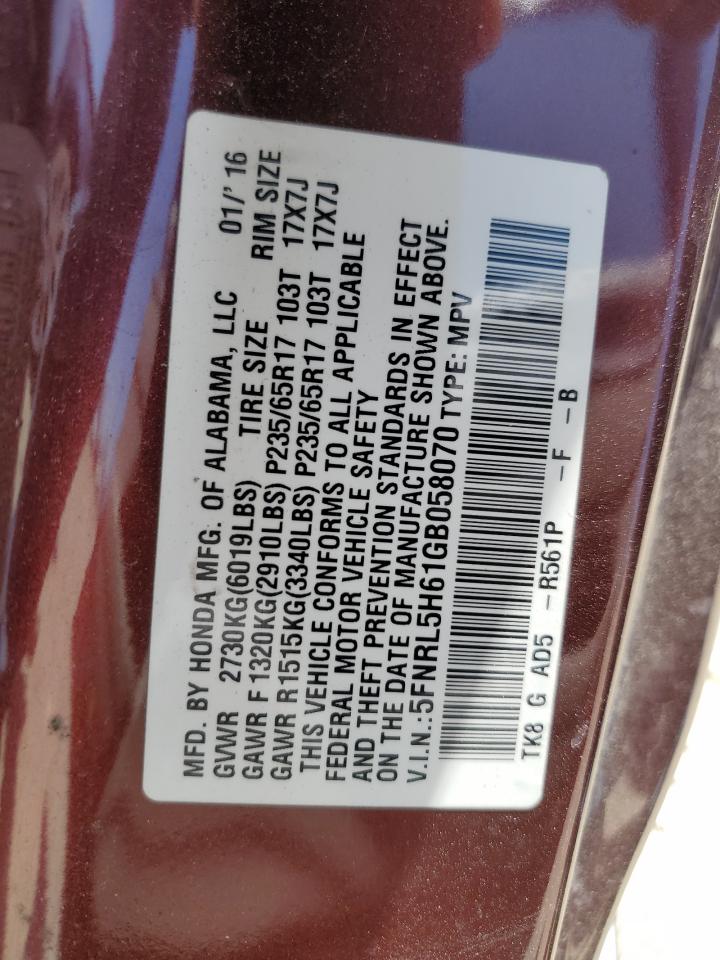 MFD. BY HONDA MFG. OF ALABAMA, LLC 01/' 16
GVWR 2730KG(6019LBS) TIRE SIZE RIM SIZE
GAWR F 1320KG(2910LBS) P235/65R17 103T 17X7J
GAWR R1515KG(3340LBS) P235/65R17 103T 17X7J
THIS VEHICLE CONFORMS TO ALL APPLICABLE
FEDERAL MOTOR VEHICLE SAFETY
AND THEFT PREVENTION STANDARDS IN EFFECT
ON THE DATE OF MANUFACTURE SHOWN ABOVE.
V.I.N.:5FNRL5H61GB058070 TYPE: MPV
TK8 G AD5 -R561P -F -B